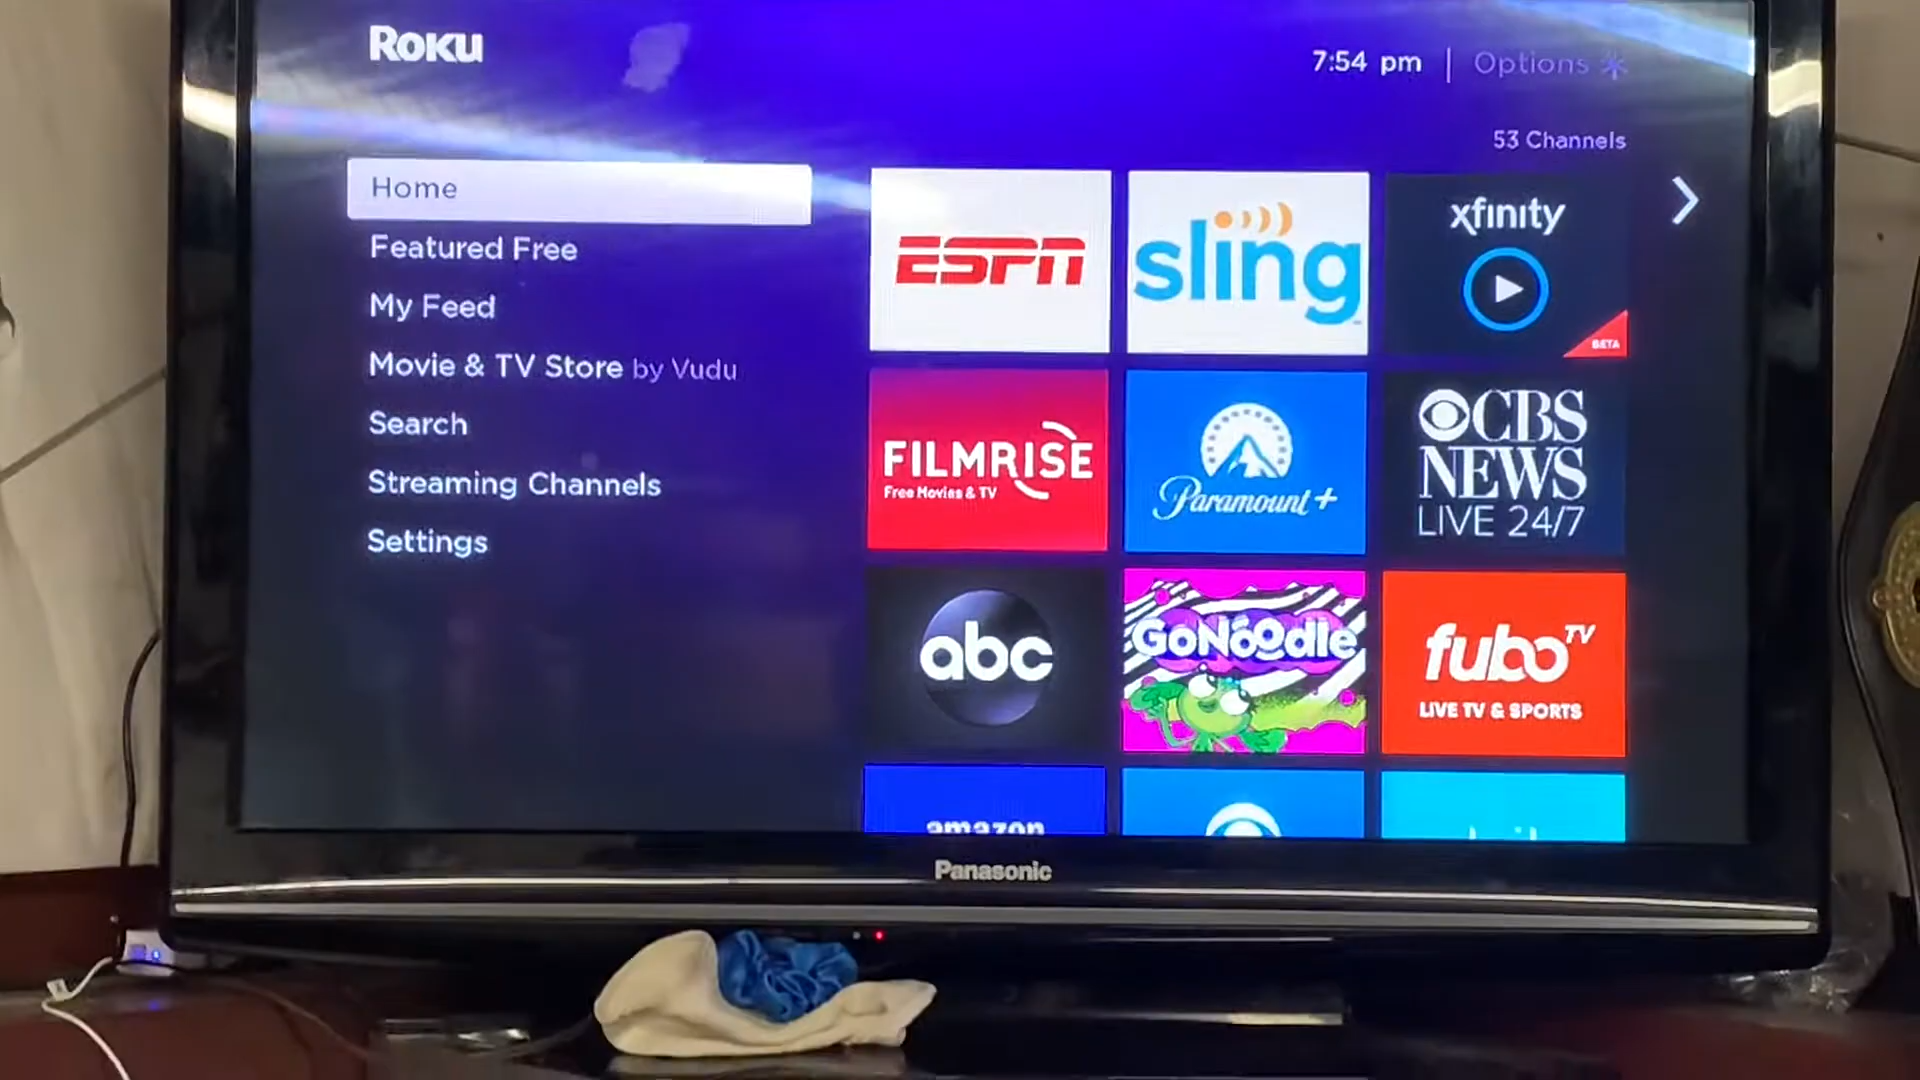 Roku
7:54 pm | Options *
53 Channels
Home
Featured Free
My Feed
Movie & TV Store by Vudu
Search
Streaming Channels
Settings
ESPN
sling
xfinity
BETA
FILMRISE
Free Movies & TV
Paramount+
CBS
NEWS
LIVE 24/7
abc
GoNoodle
fubo TV
LIVE TV & SPORTS
amazon
Panasonic